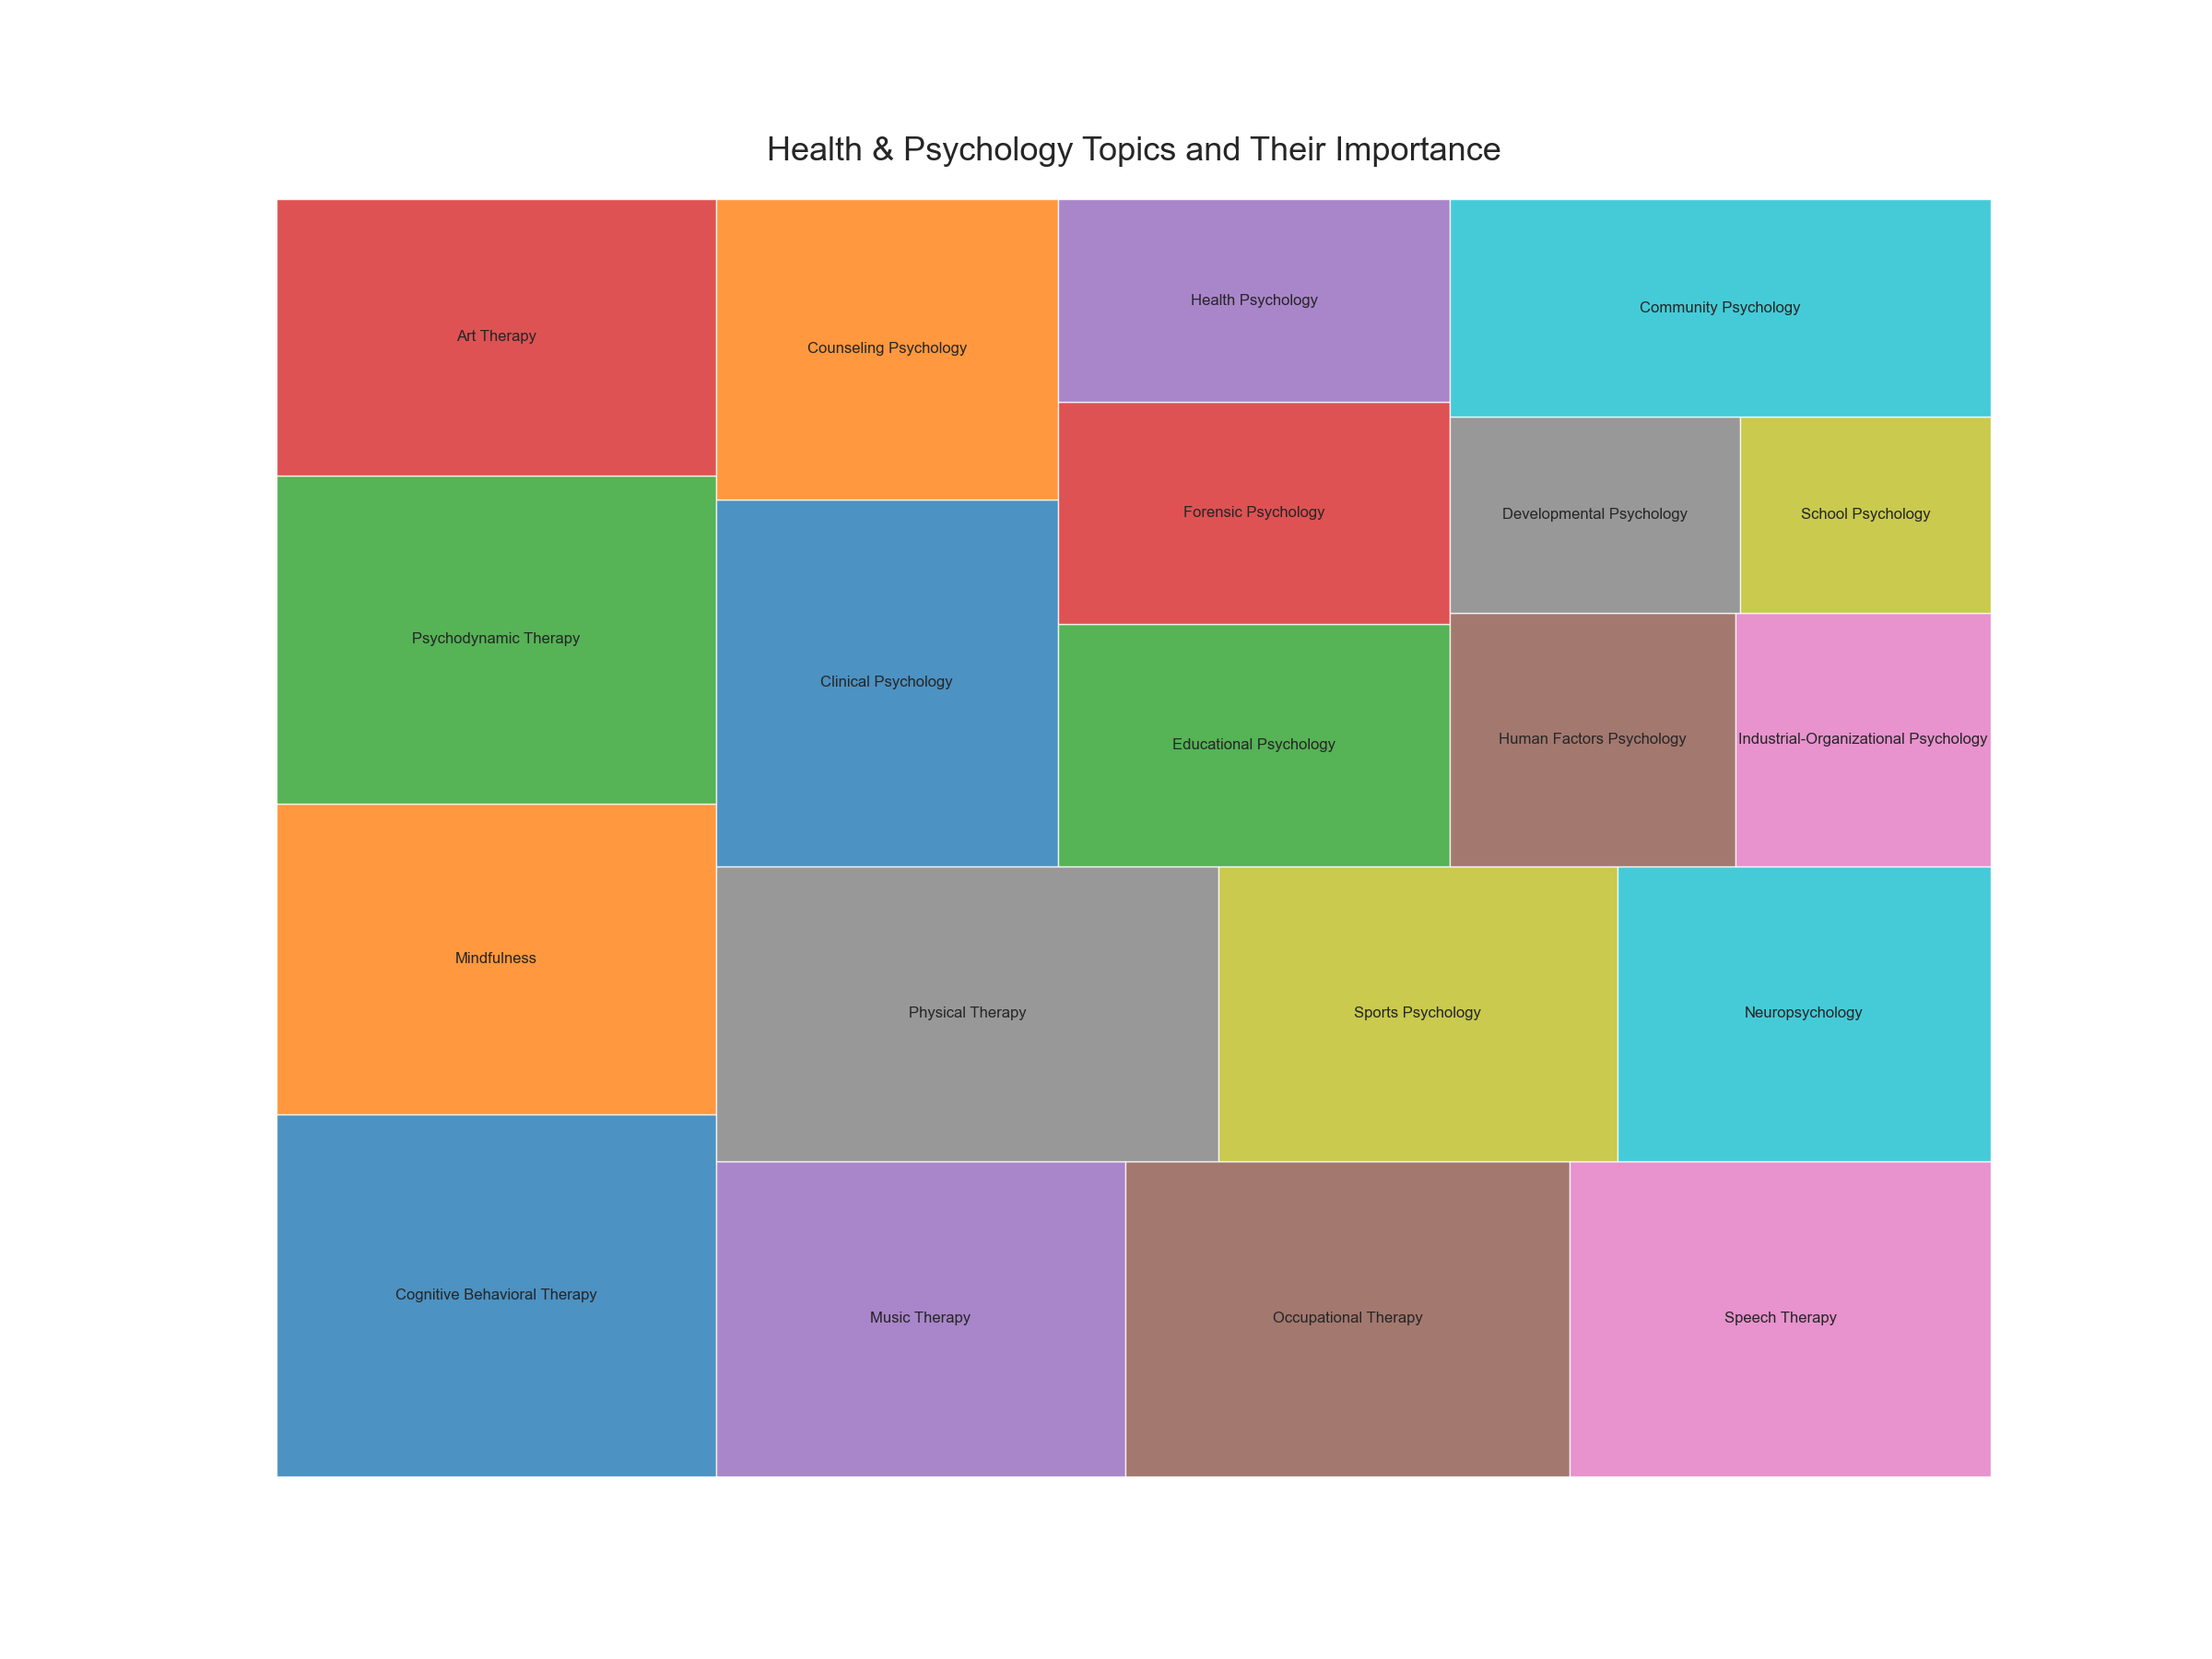 Health & Psychology Topics and Their Importance
Art Therapy
Psychodynamic Therapy
Mindfulness
Cognitive Behavioral Therapy
Counseling Psychology
Clinical Psychology
Health Psychology
Forensic Psychology
Educational Psychology
Community Psychology
Developmental Psychology
School Psychology
Human Factors Psychology
Industrial-Organizational Psychology
Physical Therapy
Sports Psychology
Neuropsychology
Music Therapy
Occupational Therapy
Speech Therapy